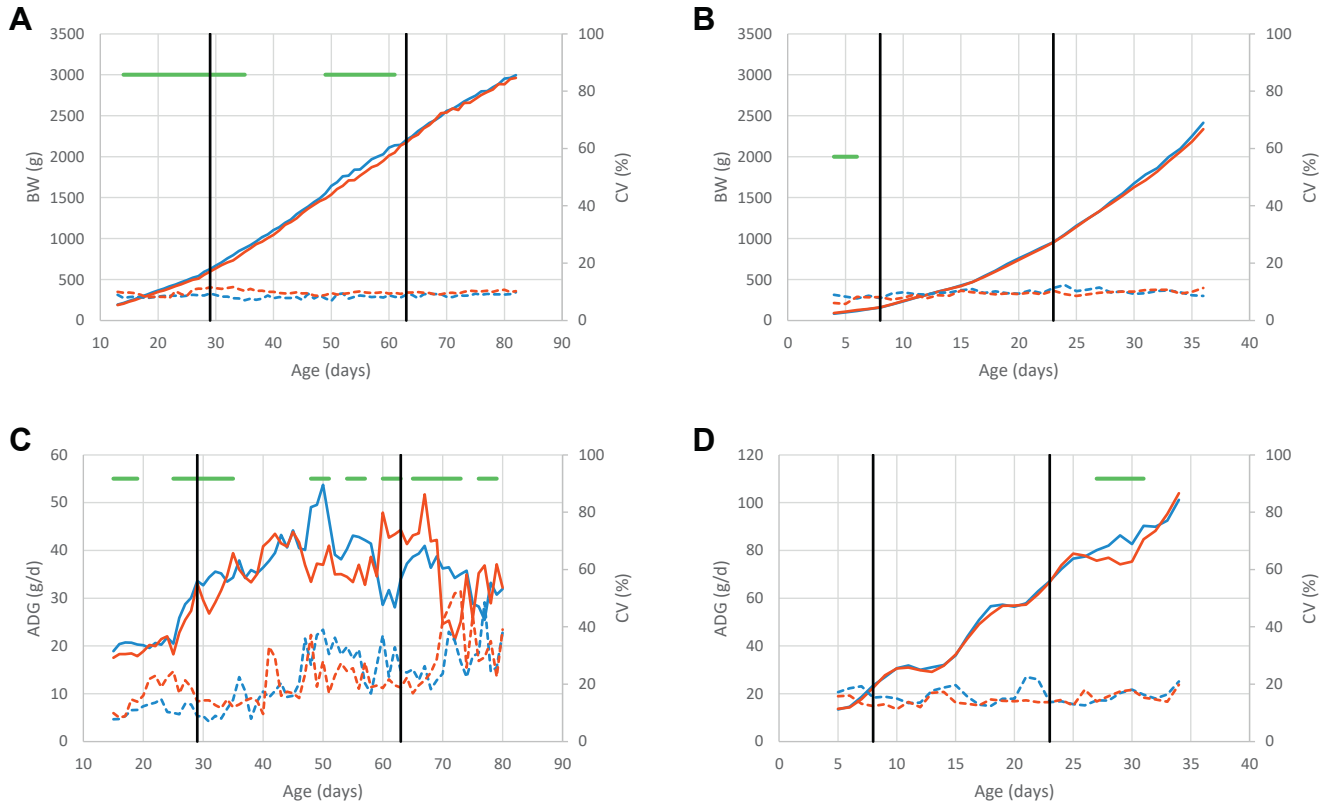 A
B
3500 100
3000 80
2500
2000 60
1500 40
1000
500 20
0 0
10 20 30 40 50 60 70 80 90
BW (g)
CV (%)
Age (days)
3500 100
3000 80
2500
2000 60
1500 40
1000
500 20
0 0
0 5 10 15 20 25 30 35 40
BW (g)
CV (%)
Age (days)
C
D
60 100
50 80
40 60
30
20 40
10 20
0 0
10 20 30 40 50 60 70 80 90
ADG (g/d)
CV (%)
Age (days)
120 100
100 80
80 60
60
40 40
20 20
0 0
0 5 10 15 20 25 30 35 40
ADG (g/d)
CV (%)
Age (days)